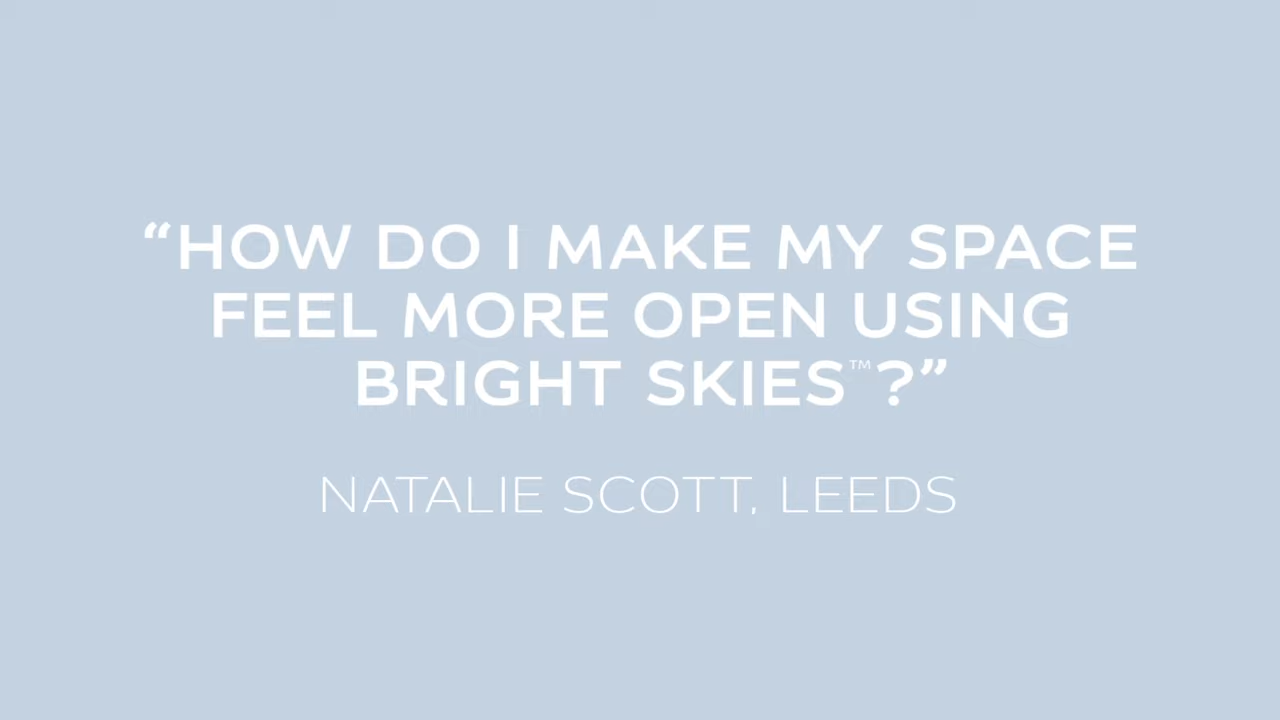 “HOW DO I MAKE MY SPACE
FEEL MORE OPEN USING
BRIGHT SKIES™?”
NATALIE SCOTT, LEEDS